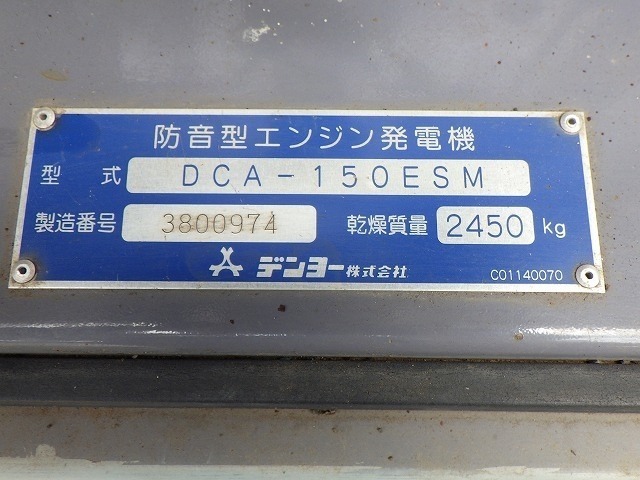 防音型エンジン発電機
型式 DCA-150ESM
製造番号 3800974 乾燥質量 2450 kg
デンヨー株式会社 C01140070